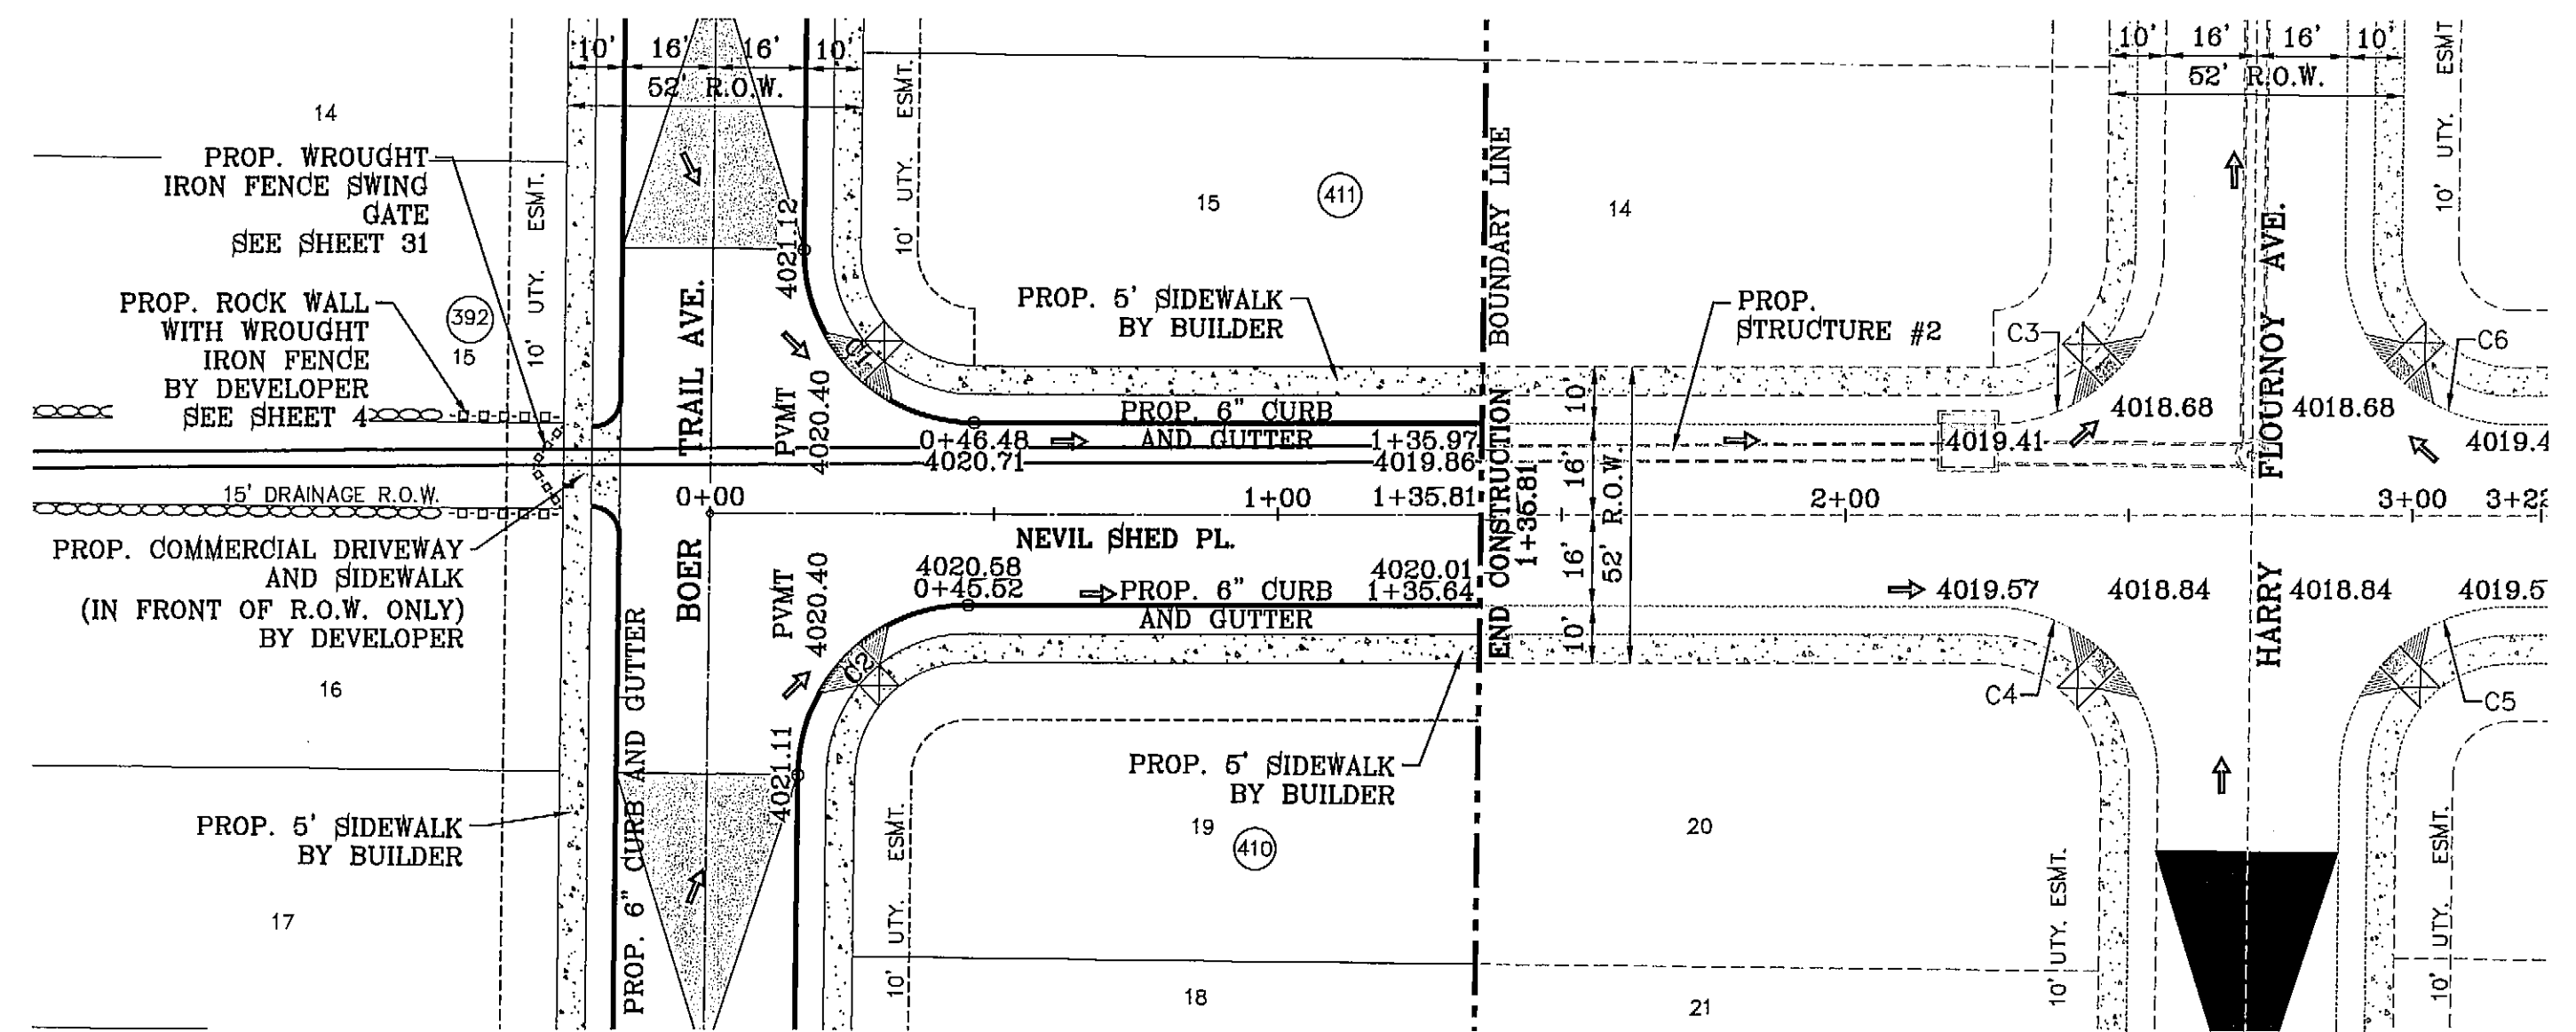 10' 16' 16' 10'
52' R.O.W.
10' 16' 16' 10'
52' R.O.W.
14
PROP. WROUGHT
IRON FENCE SWING
GATE
SEE SHEET 31
PROP. ROCK WALL
WITH WROUGHT
IRON FENCE
BY DEVELOPER
SEE SHEET 4
392
15
10' UTY. ESMT.
15' DRAINAGE R.O.W.
PROP. COMMERCIAL DRIVEWAY
AND SIDEWALK
(IN FRONT OF R.O.W. ONLY)
BY DEVELOPER
16
PROP. 5' SIDEWALK
BY BUILDER
17
PROP. 6" CURB AND GUTTER
BOER TRAIL AVE.
4021.12
PVMT
4020.40
C1
PVMT
4020.40
C2
4021.11
10' UTY. ESMT.
15
411
PROP. 5' SIDEWALK
BY BUILDER
PROP. 6" CURB
AND GUTTER
0+46.48
4020.71
1+35.97
4019.86
0+00
1+00
1+35.81
NEVIL SHED PL.
4020.58
0+45.52
PROP. 6" CURB
AND GUTTER
4020.01
1+35.64
PROP. 5' SIDEWALK
BY BUILDER
19
410
10' UTY. ESMT.
18
BOUNDARY LINE
END CONSTRUCTION
1+35.81
14
PROP.
STRUCTURE #2
10'
16'
16'
10'
52' R.O.W.
2+00
3+00
C3
C6
4019.41
4018.68
4018.68
4019.4
4019.57
4018.84
4018.84
4019.5
C4
C5
HARRY FLOURNOY AVE.
10' UTY. ESMT
20
21
10' UTY. ESMT.
10' UTY. ESMT.